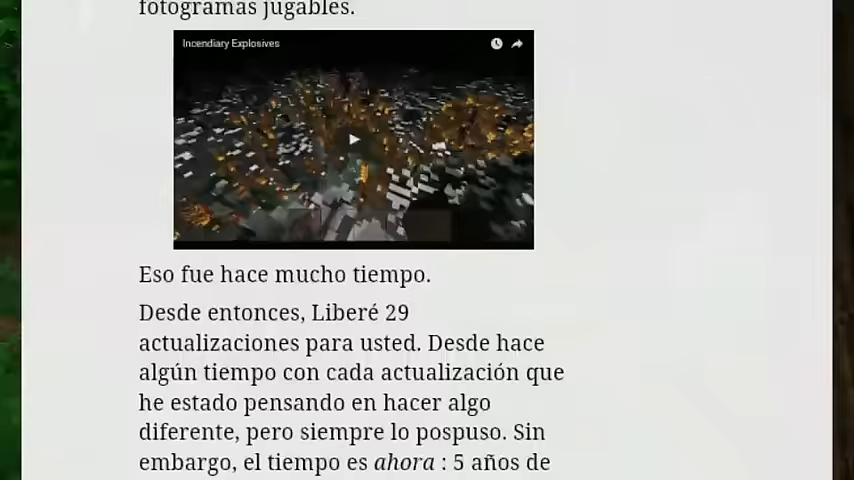 fotogramas jugables.
Incendiary Explosives
Eso fue hace mucho tiempo.
Desde entonces, Liberé 29
actualizaciones para usted. Desde hace
algún tiempo con cada actualización que
he estado pensando en hacer algo
diferente, pero siempre lo pospuso. Sin
embargo, el tiempo es ahora : 5 años de